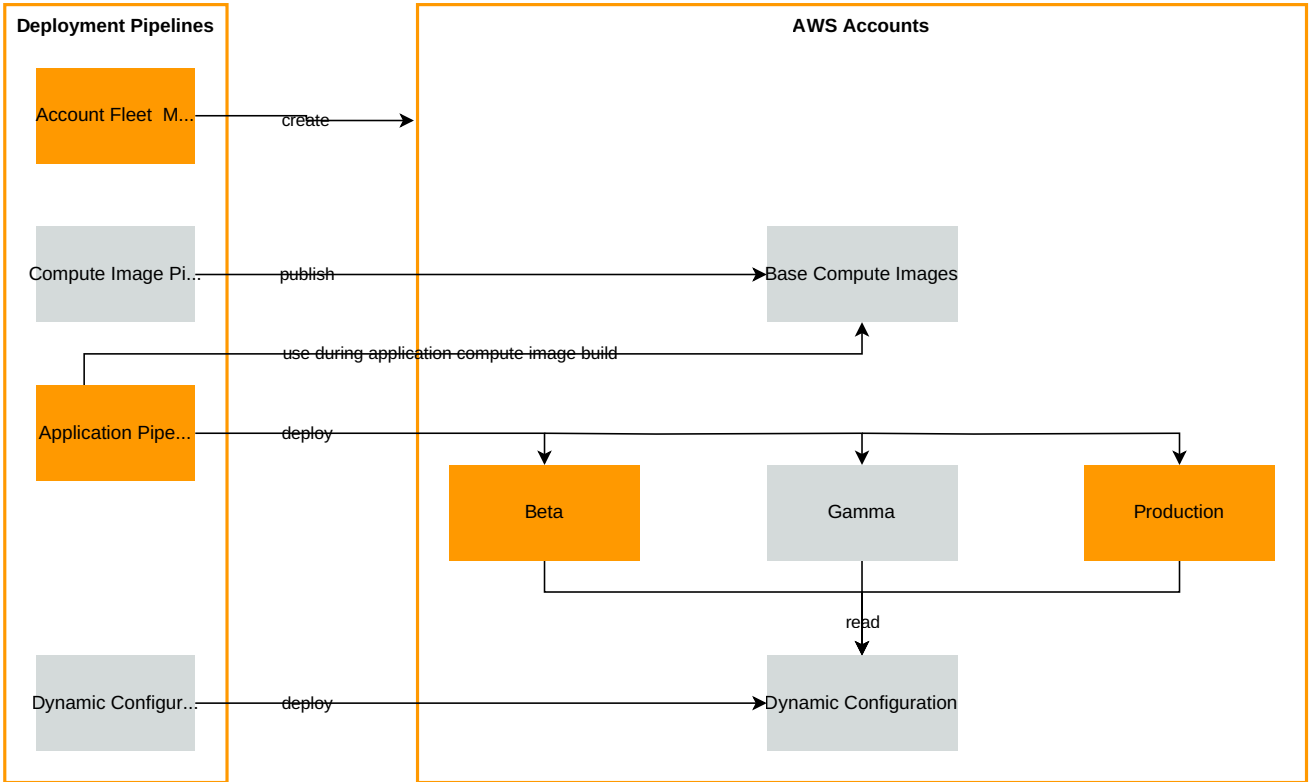 Deployment Pipelines
AWS Accounts
Account Fleet  M...
create
Compute Image Pi...
publish
Base Compute Images
use during application compute image build
Application Pipe...
deploy
Beta
Gamma
Production
read
Dynamic Configur...
deploy
Dynamic Configuration